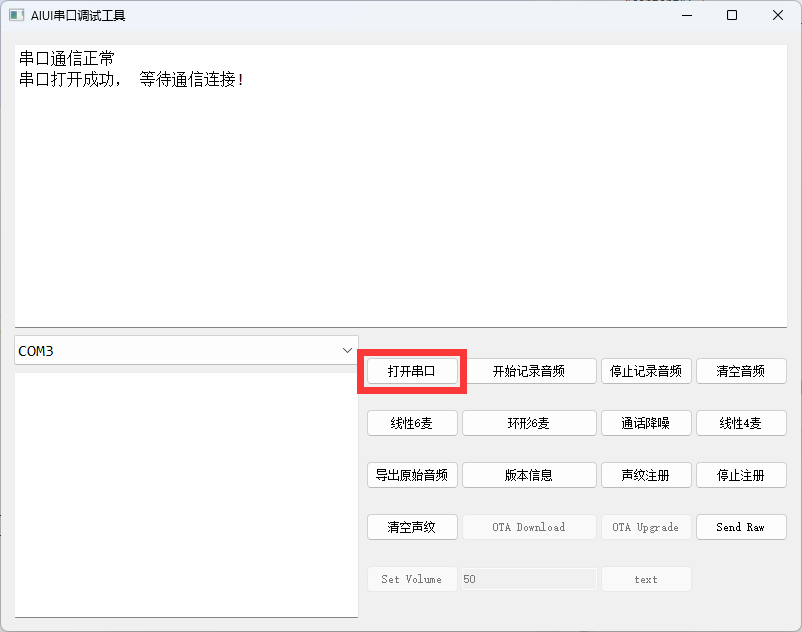 AIUI串口调试工具
串口通信正常
串口打开成功， 等待通信连接!
COM3
打开串口 开始记录音频 停止记录音频 清空音频
线性6麦 环形6麦 通话降噪 线性4麦
导出原始音频 版本信息 声纹注册 停止注册
清空声纹 OTA Download OTA Upgrade Send Raw
Set Volume 50 text